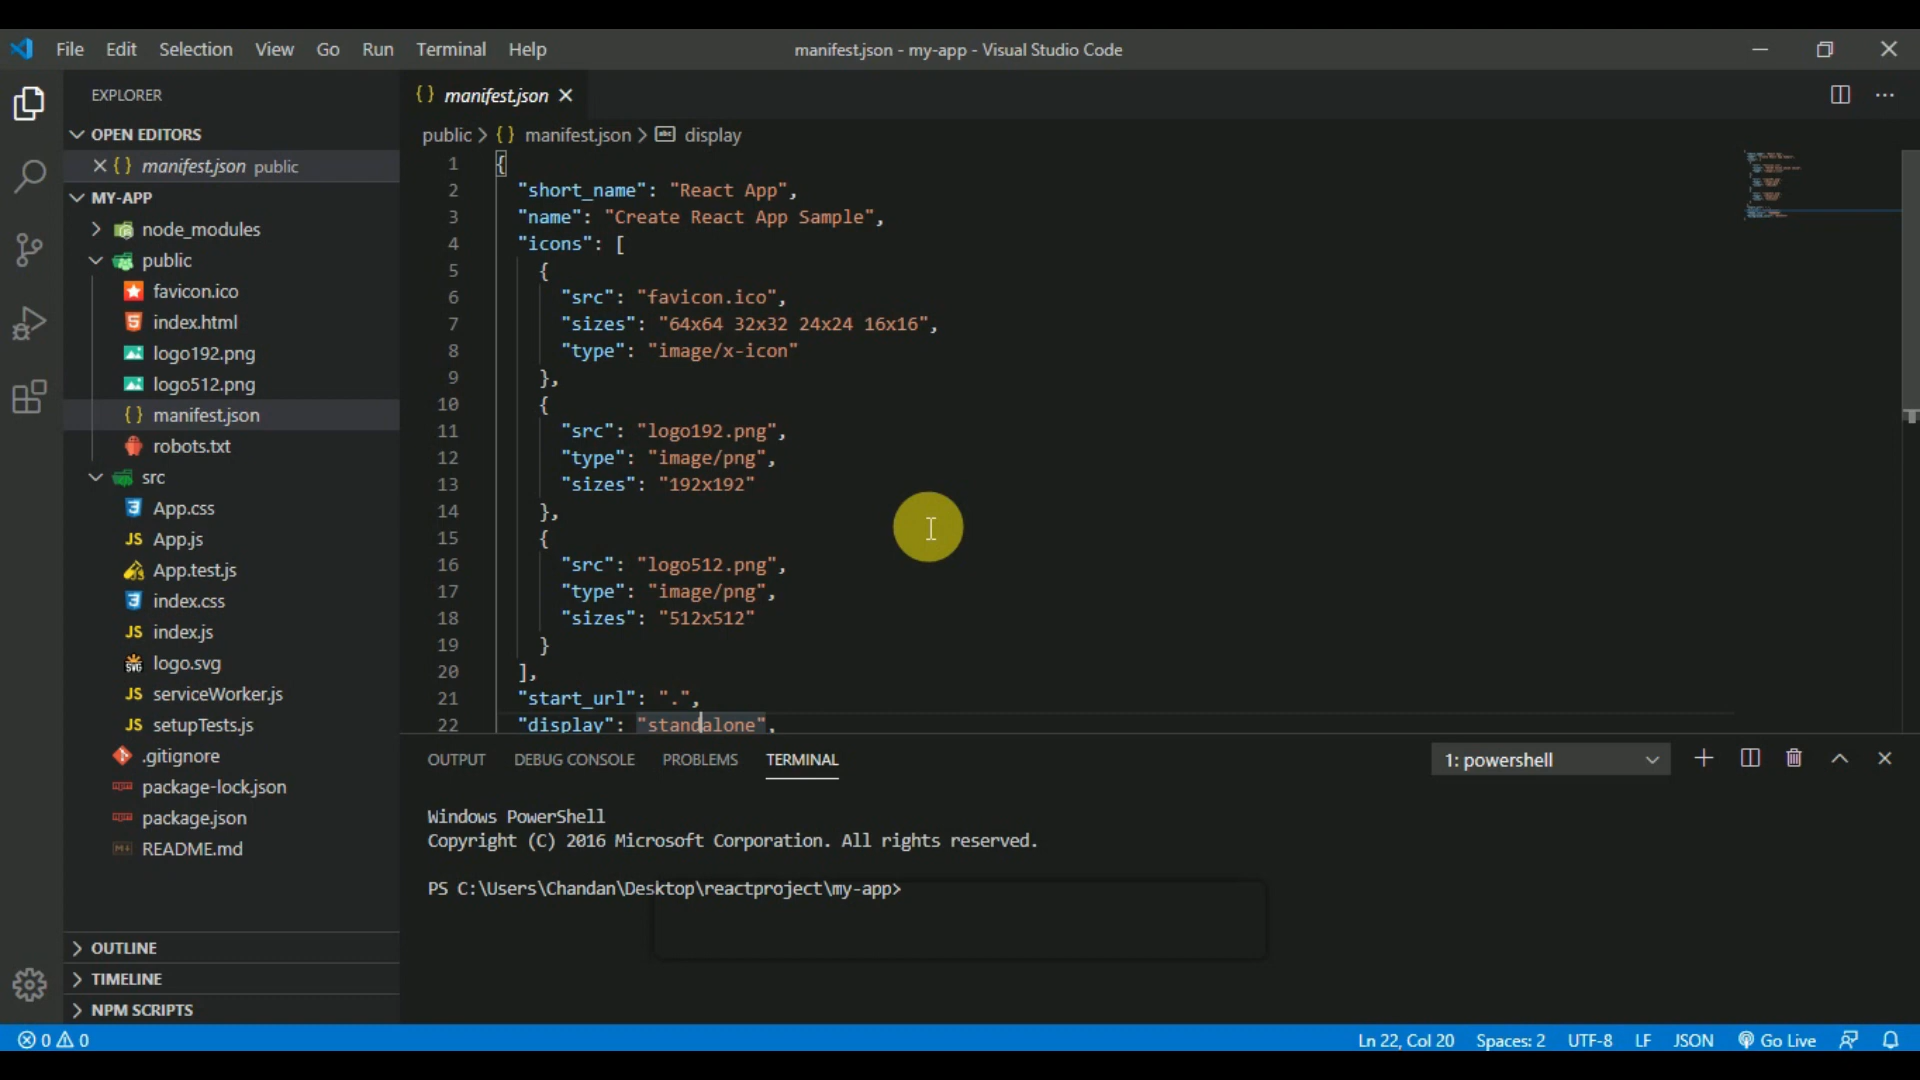 File Edit Selection View Go Run Terminal Help
manifest.json - my-app - Visual Studio Code
EXPLORER
OPEN EDITORS
manifest.json public
MY-APP
node_modules
public
favicon.ico
index.html
logo192.png
logo512.png
manifest.json
robots.txt
src
App.css
JS App.js
App.test.js
index.css
JS index.js
logo.svg
JS serviceWorker.js
JS setupTests.js
.gitignore
package-lock.json
package.json
README.md
OUTLINE
TIMELINE
NPM SCRIPTS
{} manifest.json
public > {} manifest.json > abc display
1 {
2 "short_name": "React App",
3 "name": "Create React App Sample",
4 "icons": [
5 {
6 "src": "favicon.ico",
7 "sizes": "64x64 32x32 24x24 16x16",
8 "type": "image/x-icon"
9 },
10 {
11 "src": "logo192.png",
12 "type": "image/png",
13 "sizes": "192x192"
14 },
15 {
16 "src": "logo512.png",
17 "type": "image/png",
18 "sizes": "512x512"
19 }
20 ],
21 "start_url": ".",
22 "display": "standalone",
OUTPUT DEBUG CONSOLE PROBLEMS TERMINAL
1: powershell
Windows PowerShell
Copyright (C) 2016 Microsoft Corporation. All rights reserved.
PS C:\Users\Chandan\Desktop\reactproject\my-app>
0 0
Ln 22, Col 20 Spaces: 2 UTF-8 LF JSON Go Live